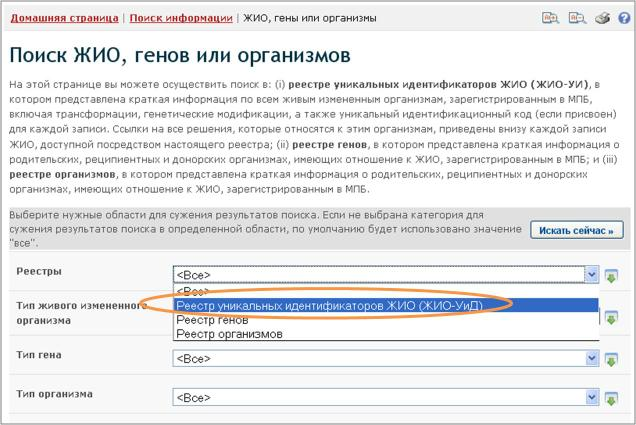 Домашняя страница | Поиск информации | ЖИО, гены или организмы
Поиск ЖИО, генов или организмов
На этой странице вы можете осуществить поиск в: (i) реестре уникальных идентификаторов ЖИО (ЖИО-УИ), в
котором представлена краткая информация по всем живым измененным организмам, зарегистрированным в МПБ,
включая трансформации, генетические модификации, а также уникальный идентификационный код (если присвоен)
для каждой записи. Ссылки на все решения, которые относятся к этим организмам, приведены внизу каждой записи
ЖИО, доступной посредством настоящего реестра; (ii) реестре генов, в котором представлена краткая информация о
родительских, реципиентных и донорских организмах, имеющих отношение к ЖИО, зарегистрированным в МПБ; и (iii)
реестре организмов, в котором представлена краткая информация о родительских, реципиентных и донорских
организмах, имеющих отношение к ЖИО, зарегистрированным в МПБ.
Выберите нужные области для сужения результатов поиска. Если не выбрана категория для
сужения результатов поиска в определенной области, по умолчанию будет использовано значение
"все".
Искать сейчас »
Реестры
<Все>
<Все>
Реестр уникальных идентификаторов ЖИО (ЖИО-УиД)
Реестр генов
Реестр организмов
Тип живого измененного
организма
Тип гена
<Все>
Тип организма
<Все>